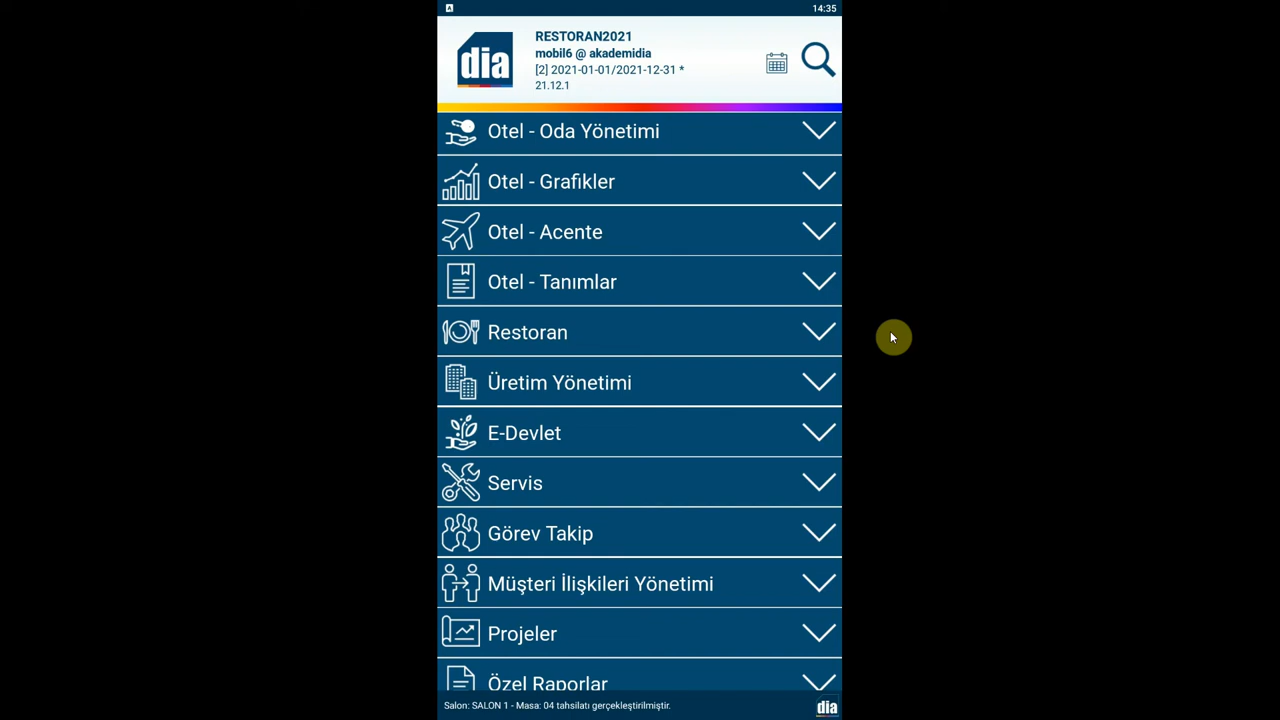 A
14:35
dia
RESTORAN2021
mobil6 @ akademidia
[2] 2021-01-01/2021-12-31 *
21.12.1
Otel - Oda Yönetimi
Otel - Grafikler
Otel - Acente
Otel - Tanımlar
Restoran
Üretim Yönetimi
E-Devlet
Servis
Görev Takip
Müşteri İlişkileri Yönetimi
Projeler
Özel Raporlar
Salon: SALON 1 - Masa: 04 tahsilatı gerçekleştirilmiştir.
dia